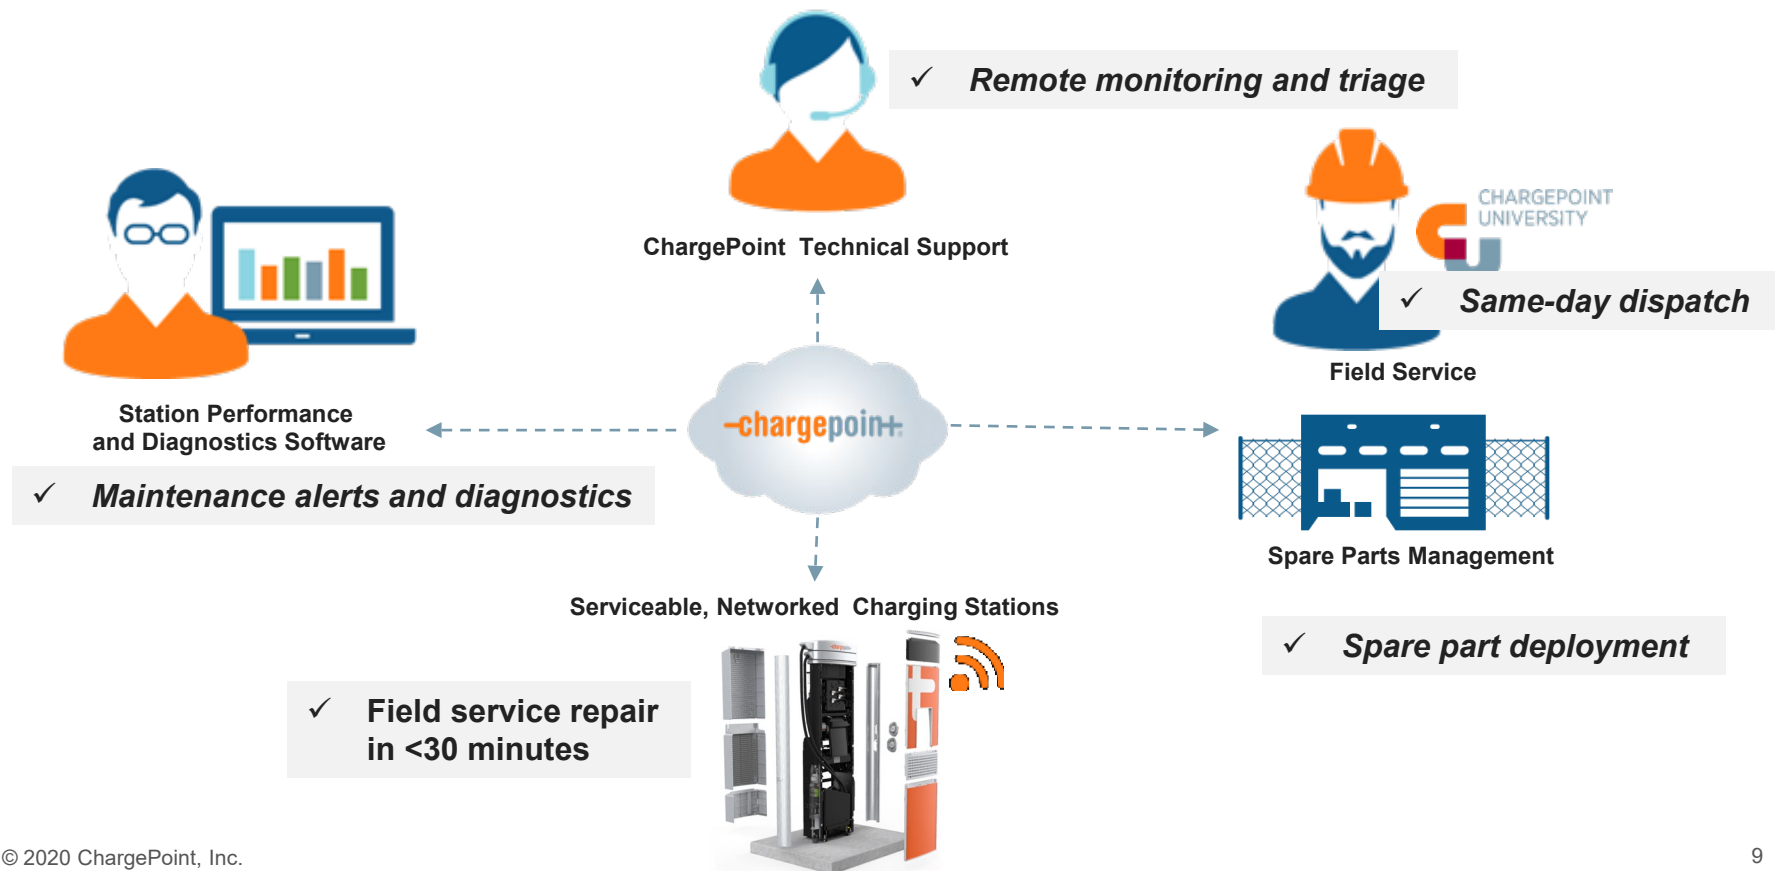 Remote monitoring and triage
CHARGEPOINT
UNIVERSITY
ChargePoint Technical Support
Same-day dispatch
Field Service
Station Performance
and Diagnostics Software
chargepoint
Maintenance alerts and diagnostics
Spare Parts Management
Serviceable, Networked Charging Stations
Spare part deployment
Field service repair
in <30 minutes
© 2020 ChargePoint, Inc.
9